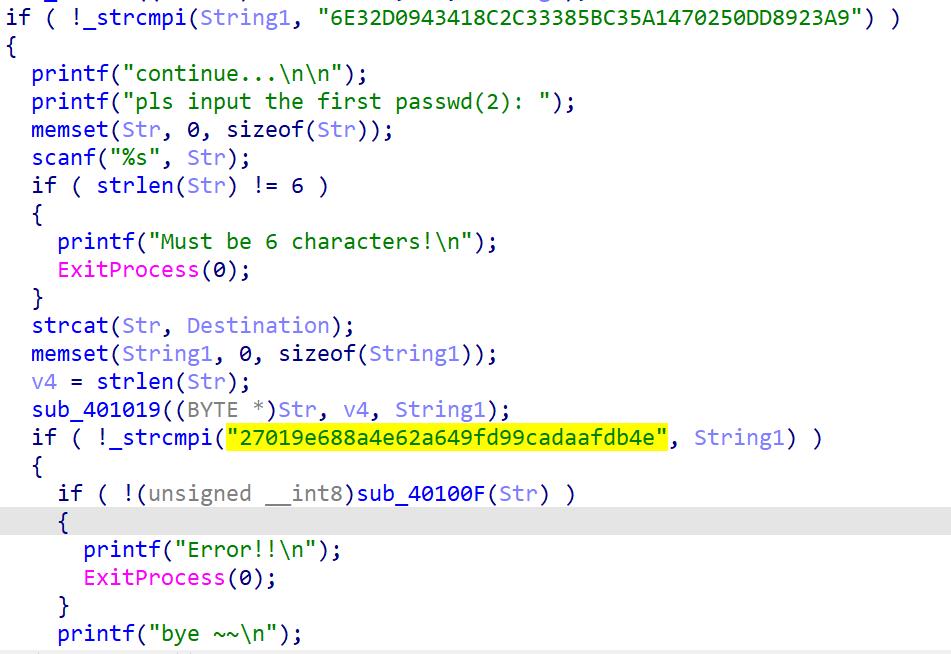 if ( !_strcmpi(String1, "6E32D0943418C2C33385BC35A1470250DD8923A9") )
{
printf("continue...\n\n");
printf("pls input the first passwd(2): ");
memset(Str, 0, sizeof(Str));
scanf("%s", Str);
if ( strlen(Str) != 6 )
{
printf("Must be 6 characters!\n");
ExitProcess(0);
}
strcat(Str, Destination);
memset(String1, 0, sizeof(String1));
v4 = strlen(Str);
sub_401019((BYTE *)Str, v4, String1);
if ( !_strcmpi("27019e688a4e62a649fd99cadaafdb4e", String1) )
{
if ( !(unsigned __int8)sub_40100F(Str) )
{
printf("Error!!\n");
ExitProcess(0);
}
printf("bye ~~\n");